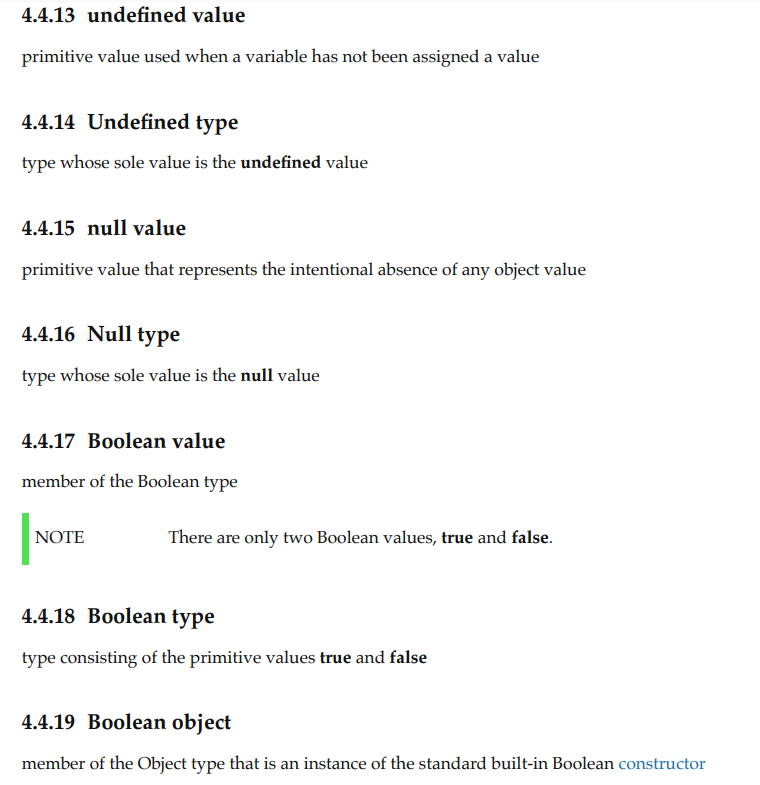 4.4.13 undefined value
primitive value used when a variable has not been assigned a value
4.4.14 Undefined type
type whose sole value is the undefined value
4.4.15 null value
primitive value that represents the intentional absence of any object value
4.4.16 Null type
type whose sole value is the null value
4.4.17 Boolean value
member of the Boolean type
NOTE There are only two Boolean values, true and false.
4.4.18 Boolean type
type consisting of the primitive values true and false
4.4.19 Boolean object
member of the Object type that is an instance of the standard built-in Boolean constructor